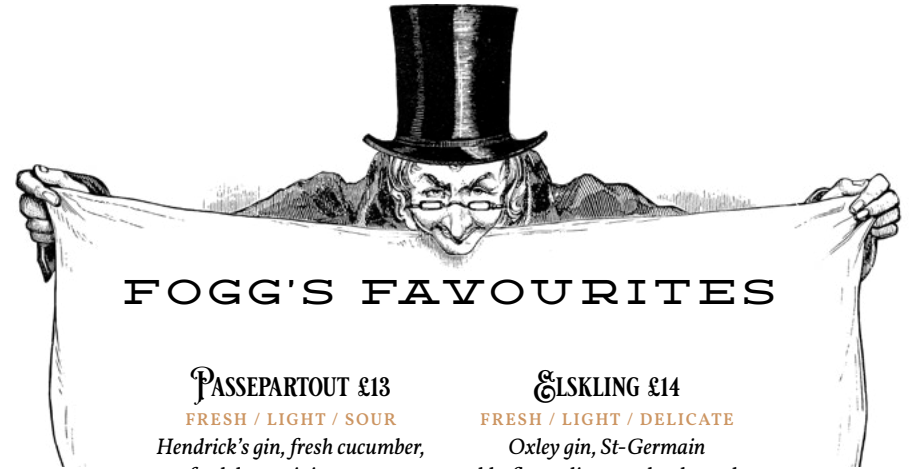 FOGG'S FAVOURITES
PASSEPARTOUT £13
FRESH / LIGHT / SOUR
Hendrick's gin, fresh cucumber,
ELSKLING £14
FRESH / LIGHT / DELICATE
Oxley gin, St-Germain